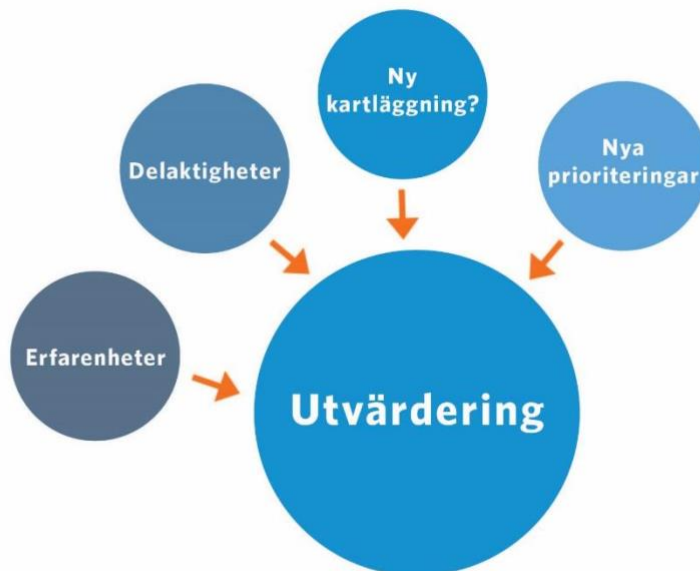 Ny
kartläggning?
Delaktigheter
Nya
prioriteringar
Erfarenheter
Utvärdering